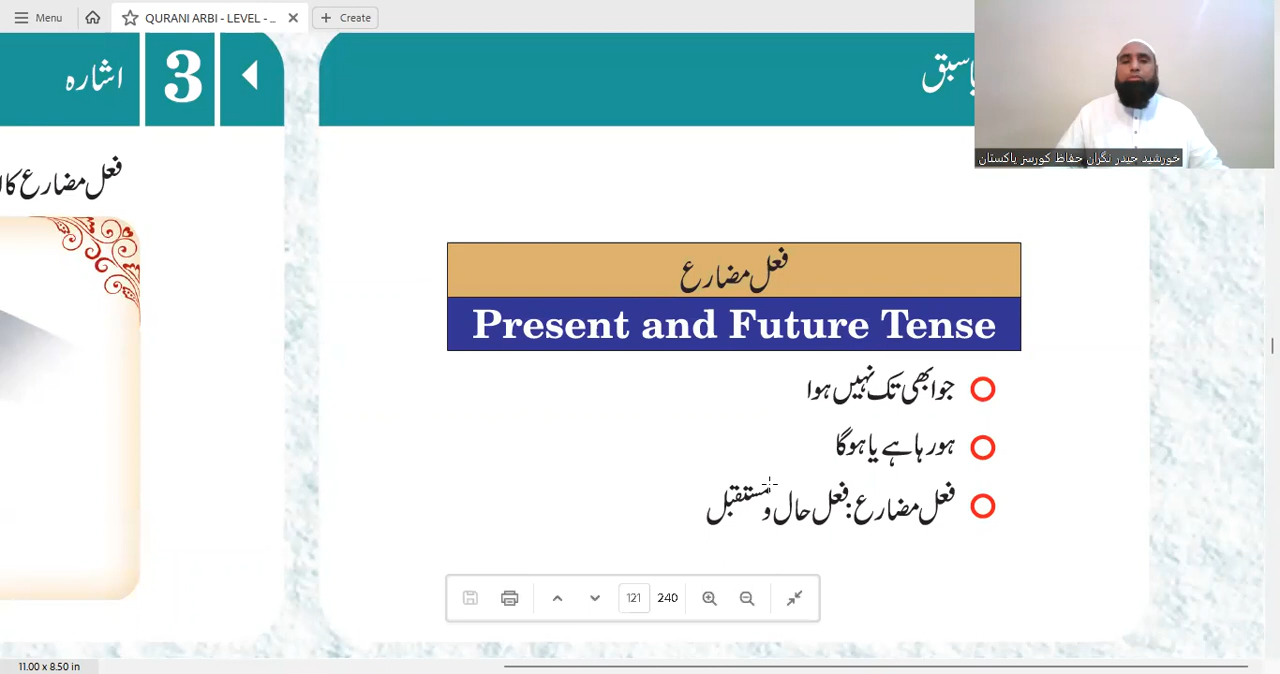 Menu
QURANI ARBI - LEVEL - ...
Create
اشارہ
3
سبق
خورشید حیدر نگران حفاظ کورسز پاکستان
فعل مضارع کا
فعل مضارع
Present and Future Tense
جو ابھی تک نہیں ہوا
ہو رہا ہے یا ہوگا
فعل مضارع: فعل حال و مستقبل
121
240
11.00 x 8.50 in